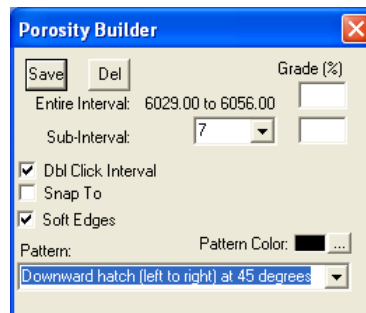 Porosity Builder
Save Del Grade (%)
Entire Interval: 6029.00 to 6056.00
Sub-Interval: 7
Dbl Click Interval
Snap To
Soft Edges
Pattern: Pattern Color: ...
Downward hatch (left to right) at 45 degrees